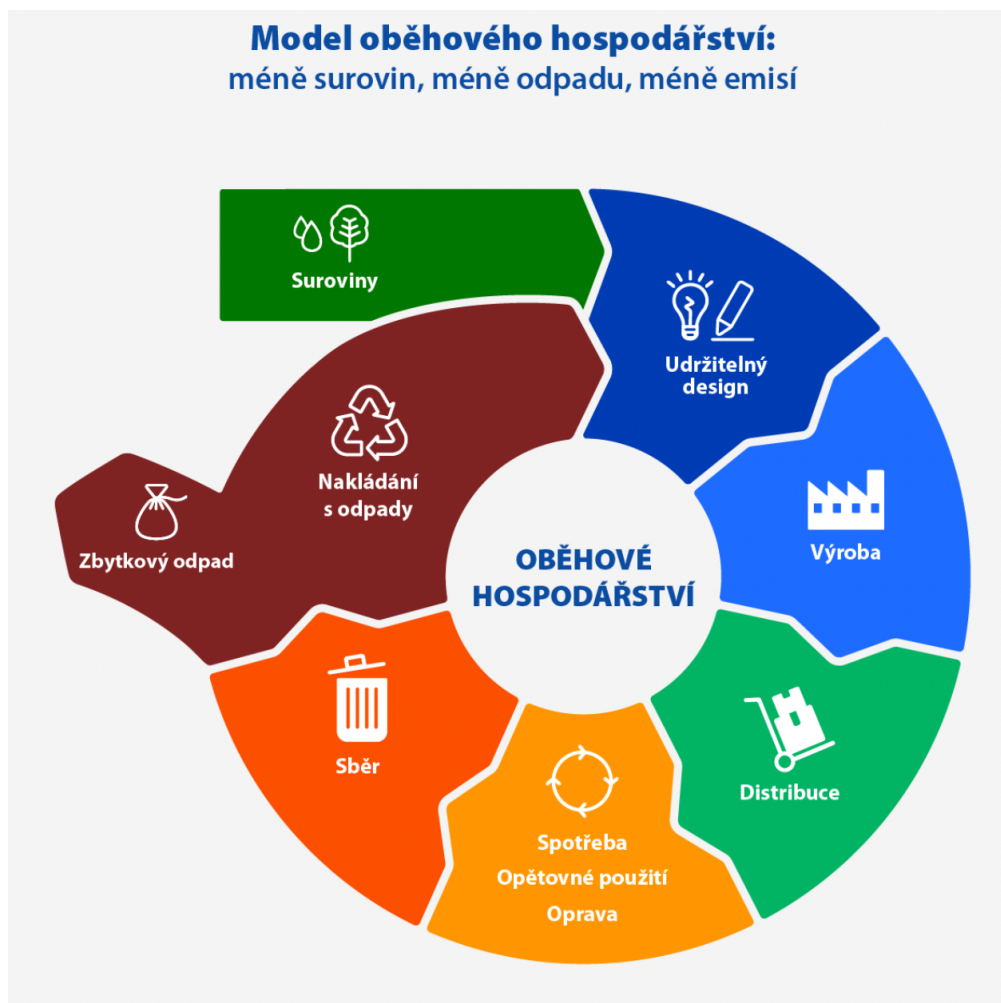 Model oběhového hospodářství:
méně surovin, méně odpadu, méně emisí
Suroviny
Udržitelný
design
Výroba
Distribuce
Spotřeba
Opětovné použití
Oprava
Sběr
Nakládání
s odpady
Zbytkový odpad
OBĚHOVÉ
HOSPODÁŘSTVÍ